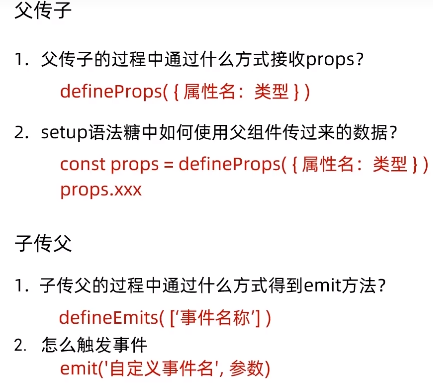 父传子
1. 父传子的过程中通过什么方式接收props？
defineProps( { 属性名：类型 } )
2. setup语法糖中如何使用父组件传过来的数据？
const props = defineProps( { 属性名：类型 } )
props.xxx
子传父
1. 子传父的过程中通过什么方式得到emit方法？
defineEmits( [‘事件名称’] )
2. 怎么触发事件
emit('自定义事件名', 参数)